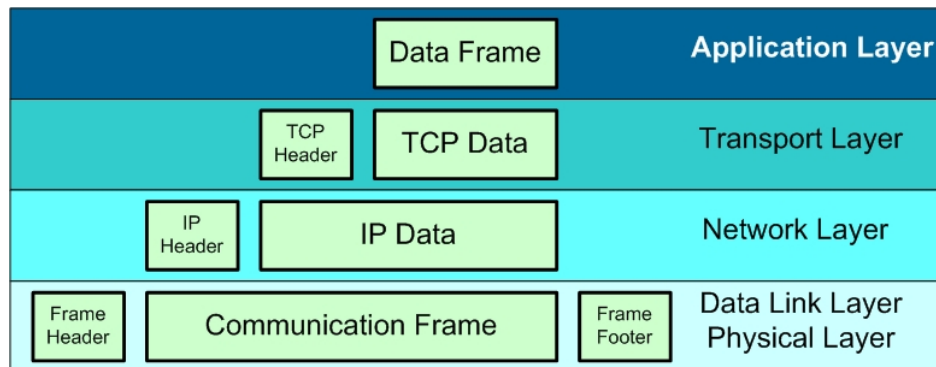 Data Frame
Application Layer
TCP
Header
TCP Data
Transport Layer
IP
Header
IP Data
Network Layer
Frame
Header
Communication Frame
Frame
Footer
Data Link Layer
Physical Layer